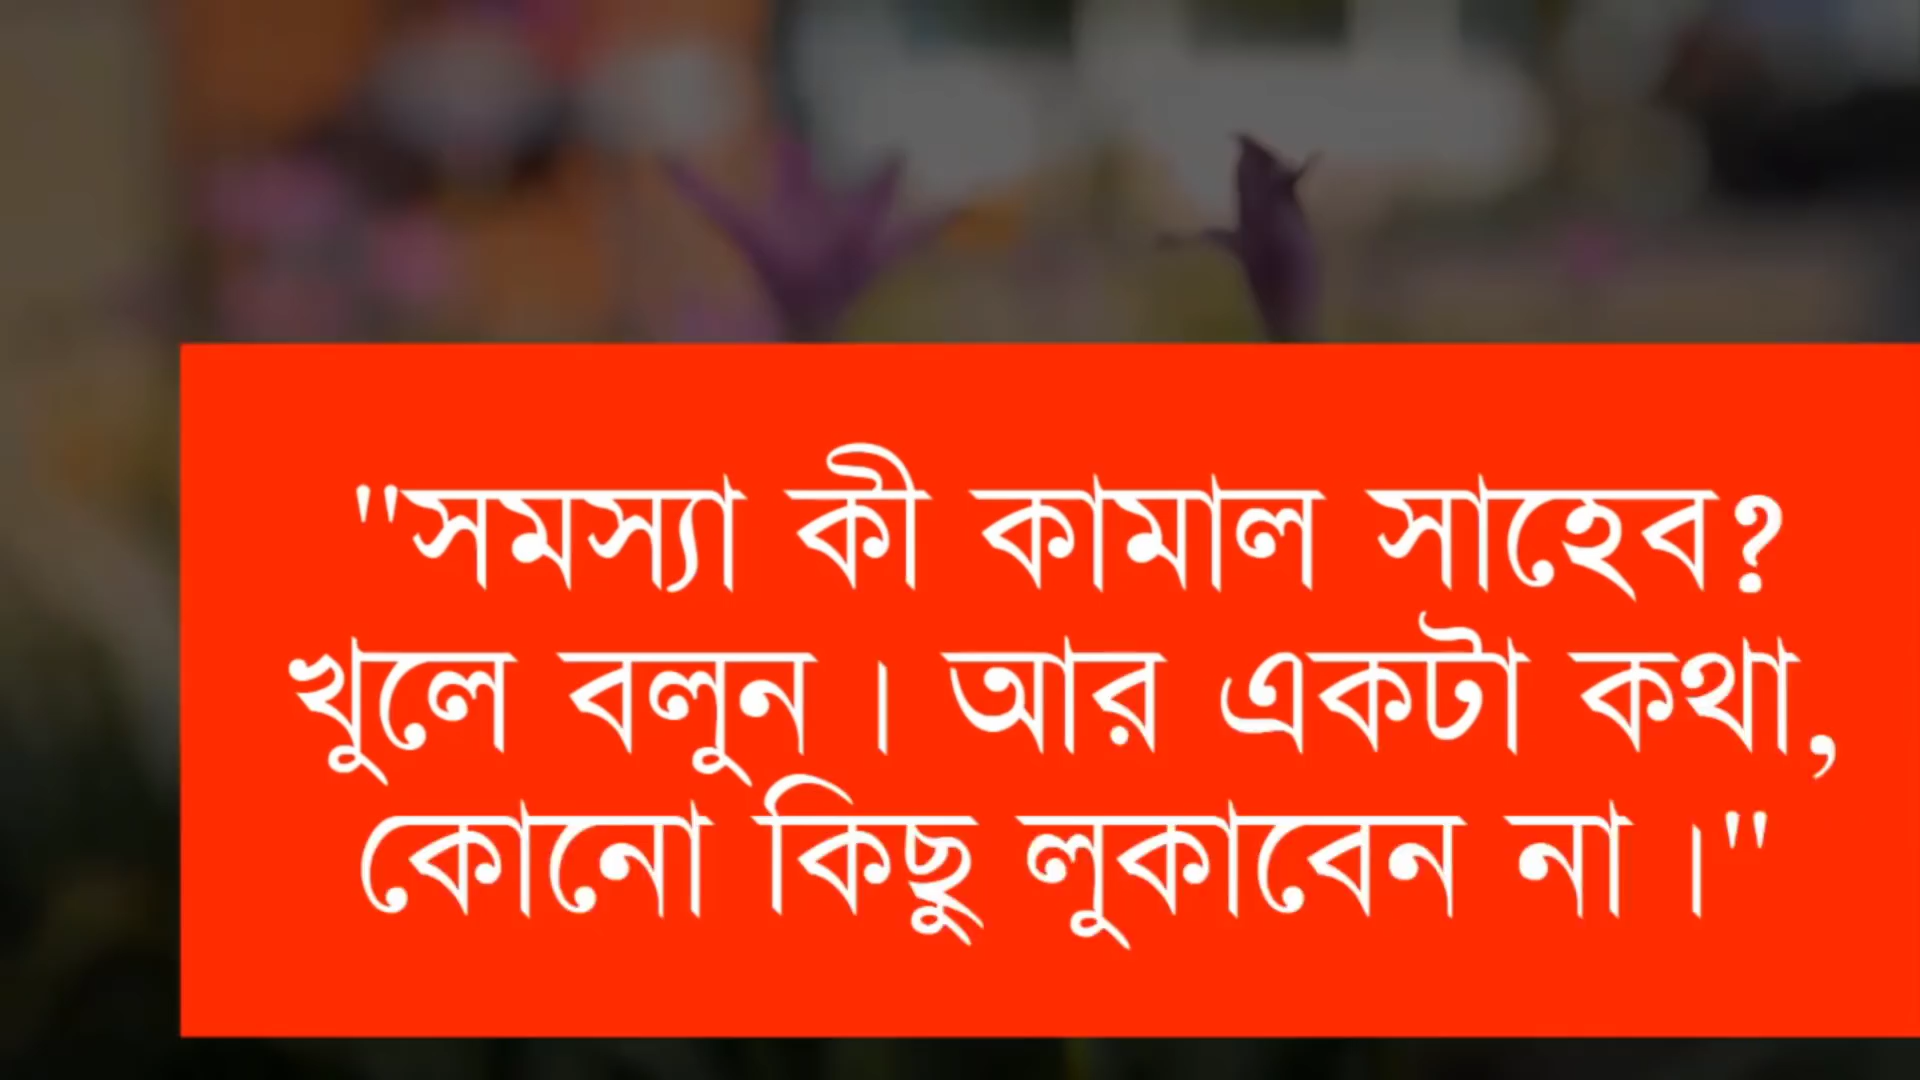 "সমস্যা কী কামাল সাহেব?
খুলে বলুন। আর একটা কথা,
কোনো কিছু লুকাবেন না।"